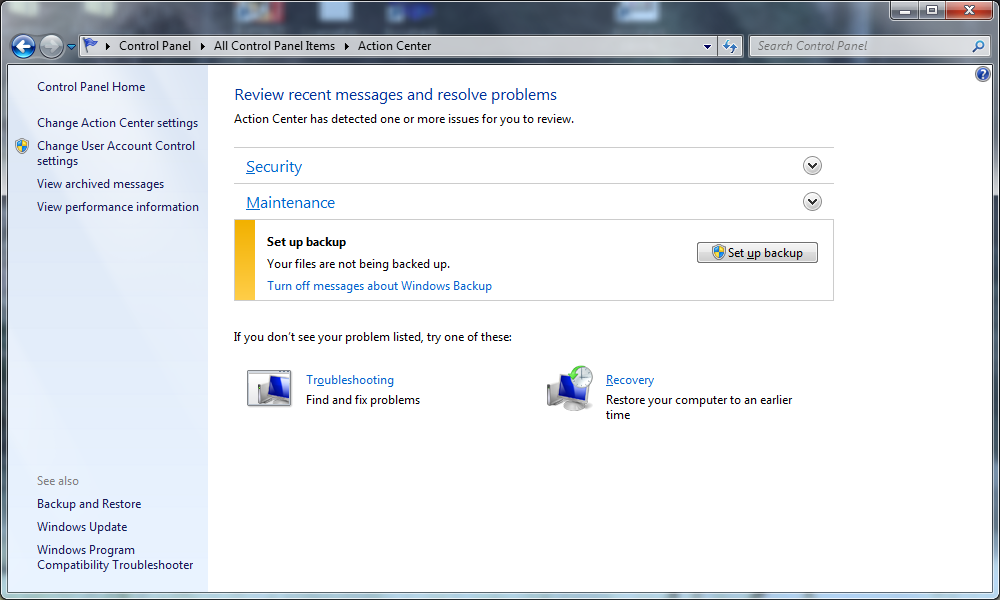 Control Panel ▸ All Control Panel Items ▸ Action Center
Search Control Panel
Control Panel Home
Change Action Center settings
Change User Account Control
settings
View archived messages
View performance information
Review recent messages and resolve problems
Action Center has detected one or more issues for you to review.
Security
Maintenance
Set up backup
Your files are not being backed up.
Turn off messages about Windows Backup
Set up backup
If you don't see your problem listed, try one of these:
Troubleshooting
Find and fix problems
Recovery
Restore your computer to an earlier
time
See also
Backup and Restore
Windows Update
Windows Program
Compatibility Troubleshooter